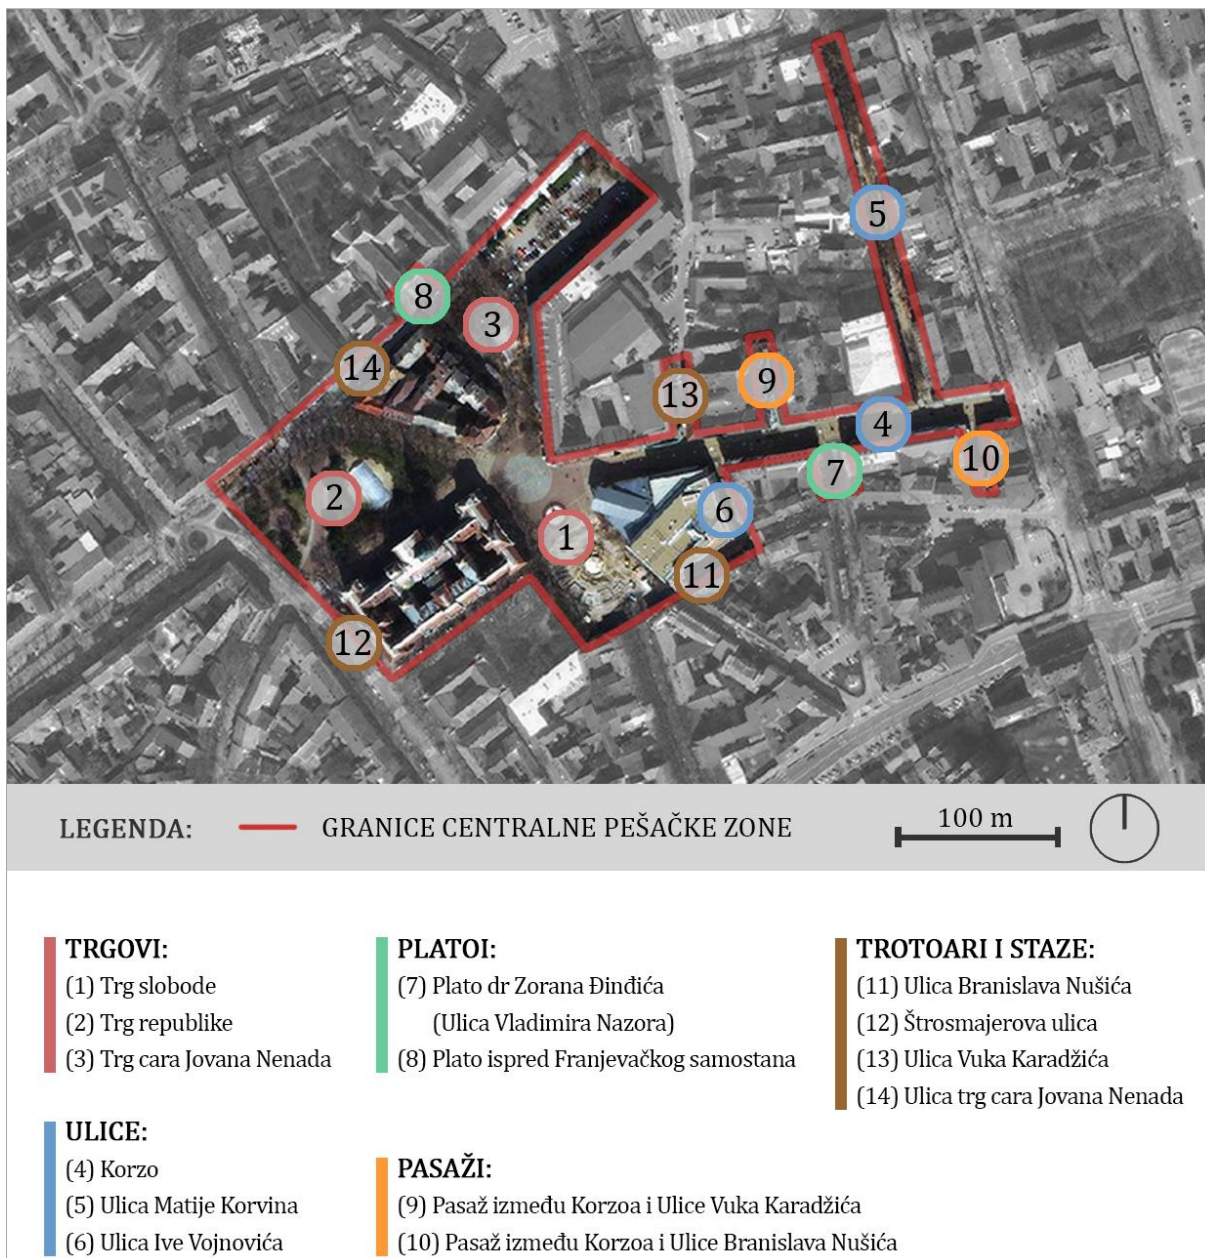 5
8
3
14
9
13
4
10
7
2
6
1
11
12
LEGENDA:
GRANICE CENTRALNE PEŠAČKE ZONE
100 m
TRGOVI:
(1) Trg slobode
(2) Trg republike
(3) Trg cara Jovana Nenada
ULICE:
(4) Korzo
(5) Ulica Matije Korvina
(6) Ulica Ive Vojnovića
PLATOI:
(7) Plato dr Zorana Đinđića
(Ulica Vladimira Nazora)
(8) Plato ispred Franjevačkog samostana
PASAŽI:
(9) Pasaž između Korzoa i Ulice Vuka Karadžića
(10) Pasaž između Korzoa i Ulice Branislava Nušića
TROTOARI I STAZE:
(11) Ulica Branislava Nušića
(12) Štrosmajerova ulica
(13) Ulica Vuka Karadžića
(14) Ulica trg cara Jovana Nenada